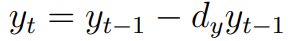 $y_t = y_{t-1} - d_y y_{t-1}$